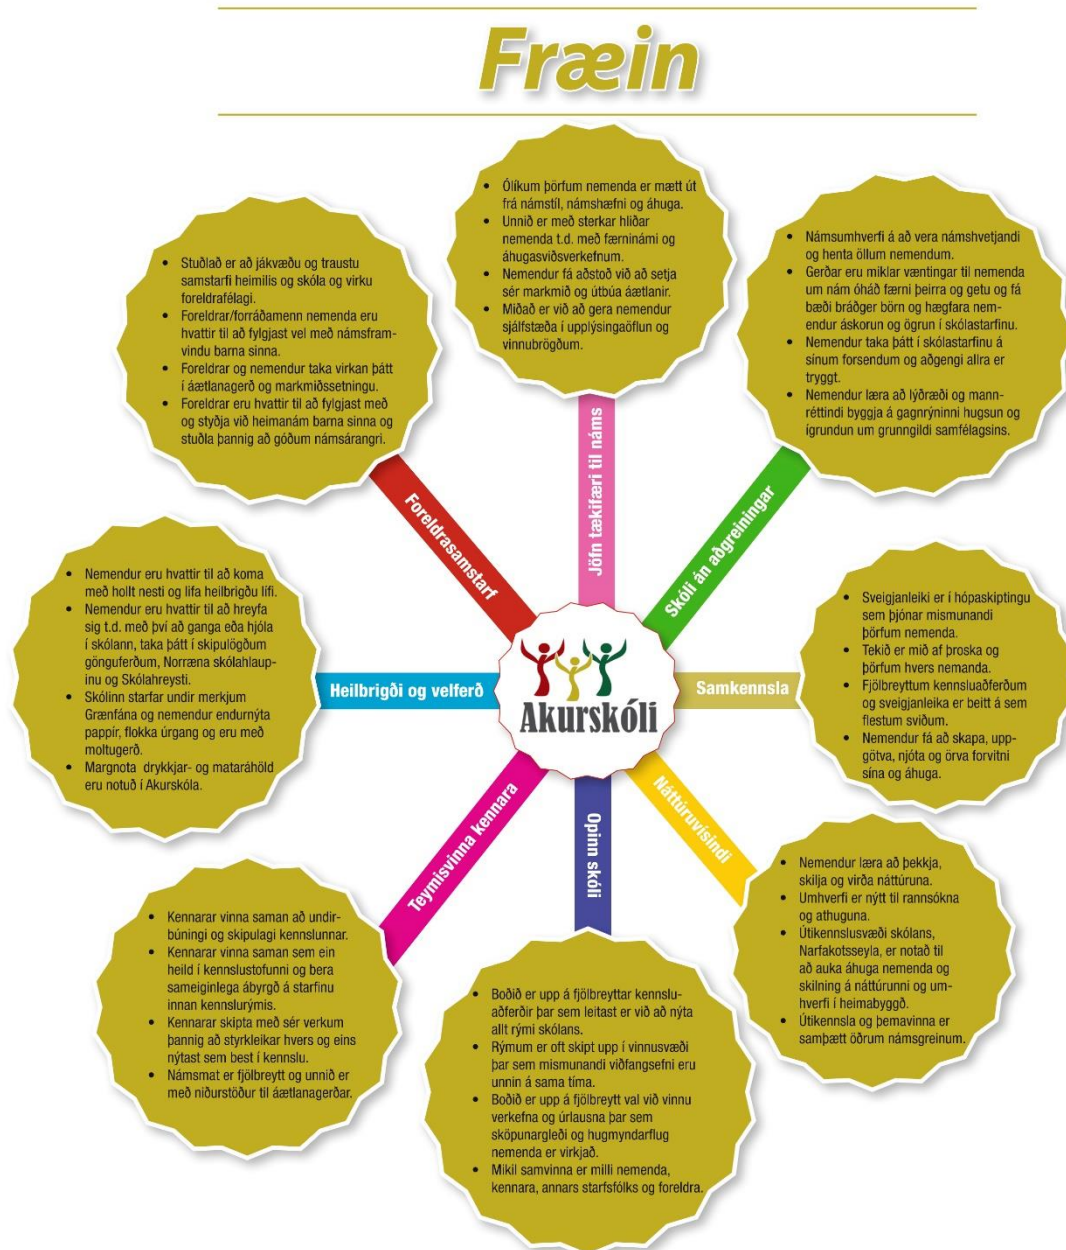 Fræin
• Ólíkum þörfum nemenda er mætt út
frá námstíl, námshæfni og áhuga.
• Unnið er með sterkar hliðar
nemenda t.d. með færninámi og
áhugasviðsverkefnum.
• Nemendur fá aðstoð við að setja
sér markmið og útbúa áætlanir.
• Miðað er við að gera nemendur
sjálfstæða í upplýsingaöflun og
vinnubrögðum.
Jöfn tækifæri til náms
• Námsumhverfi á að vera námshvetjandi
og henta öllum nemendum.
• Gerðar eru miklar væntingar til nemenda
um nám óháð færni þeirra og getu og fá
bæði bráðger börn og hægfara nem-
endur áskorun og ögrun í skólastarfinu.
• Nemendur taka þátt í skólastarfinu á
sínum forsendum og aðgengi allra er
tryggt.
• Nemendur læra að lýðræði og mann-
réttindi byggja á gagnrýninni hugsun og
ígrundun um grunngildi samfélagsins.
Skóli án aðgreiningar
• Sveigjanleiki er í hópaskiptingu
sem þjónar mismunandi
þörfum nemenda.
• Tekið er mið af þroska og
þörfum hvers nemanda.
• Fjölbreyttum kennsluaðferðum
og sveigjanleika er beitt á sem
flestum sviðum.
• Nemendur fá að skapa, upp-
götva, njóta og örva forvitni
sína og áhuga.
Samkennsla
• Nemendur læra að þekkja,
skilja og virða náttúruna.
• Umhverfi er nýtt til rannsókna
og athuguna.
• Útikennslusvæði skólans,
Narfakotsseyla, er notað til
að auka áhuga nemenda og
skilning á náttúrunni og um-
hverfi í heimabyggð.
• Útikennsla og þemavinna er
samþætt öðrum námsgreinum.
Náttúruvísindi
• Boðið er upp á fjölbreyttar kennslu-
aðferðir þar sem leitast er við að nýta
allt rými skólans.
• Rýmum er oft skipt upp í vinnusvæði
þar sem mismunandi viðfangsefni eru
unnin á sama tíma.
• Boðið er upp á fjölbreytt val við vinnu
verkefna og úrlausna þar sem
sköpunargleði og hugmyndarflug
nemenda er virkjað.
• Mikil samvinna er milli nemenda,
kennara, annars starfsfólks og foreldra.
Opinn skóli
• Kennarar vinna saman að undir-
búningi og skipulagi kennslunnar.
• Kennarar vinna saman sem ein
heild í kennslustofunni og bera
sameiginlega ábyrgð á starfinu
innan kennslurýmis.
• Kennarar skipta með sér verkum
þannig að styrkleikar hvers og eins
nýtast sem best í kennslu.
• Námsmat er fjölbreytt og unnið er
með niðurstöður til áætlanagerðar.
Teymisvinna kennara
• Nemendur eru hvattir til að koma
með hollt nesti og lifa heilbrigðu lífi.
• Nemendur eru hvattir til að hreyfa
sig t.d. með því að ganga eða hjóla
í skólann, taka þátt í skipulögðum
gönguferðum, Norræna skólahlaup-
inu og Skólahreysti.
• Skólinn starfar undir merkjum
Grænfána og nemendur endurnýta
pappír, flokka úrgang og eru með
moltugerð.
• Margnota drykkjar- og mataráhöld
eru notuð í Akurskóla.
Heilbrigði og velferð
• Stuðlað er að jákvæðu og traustu
samstarfi heimilis og skóla og virku
foreldrafélagi.
• Foreldrar/forráðamenn nemenda eru
hvattir til að fylgjast vel með námsfram-
vindu barna sinna.
• Foreldrar og nemendur taka virkan þátt
í áætlanagerð og markmiðssetningu.
• Foreldrar eru hvattir til að fylgjast með
og styðja við heimanám barna sinna og
stuðla þannig að góðum námsárangri.
Foreldrasamstarf
Akurskóli